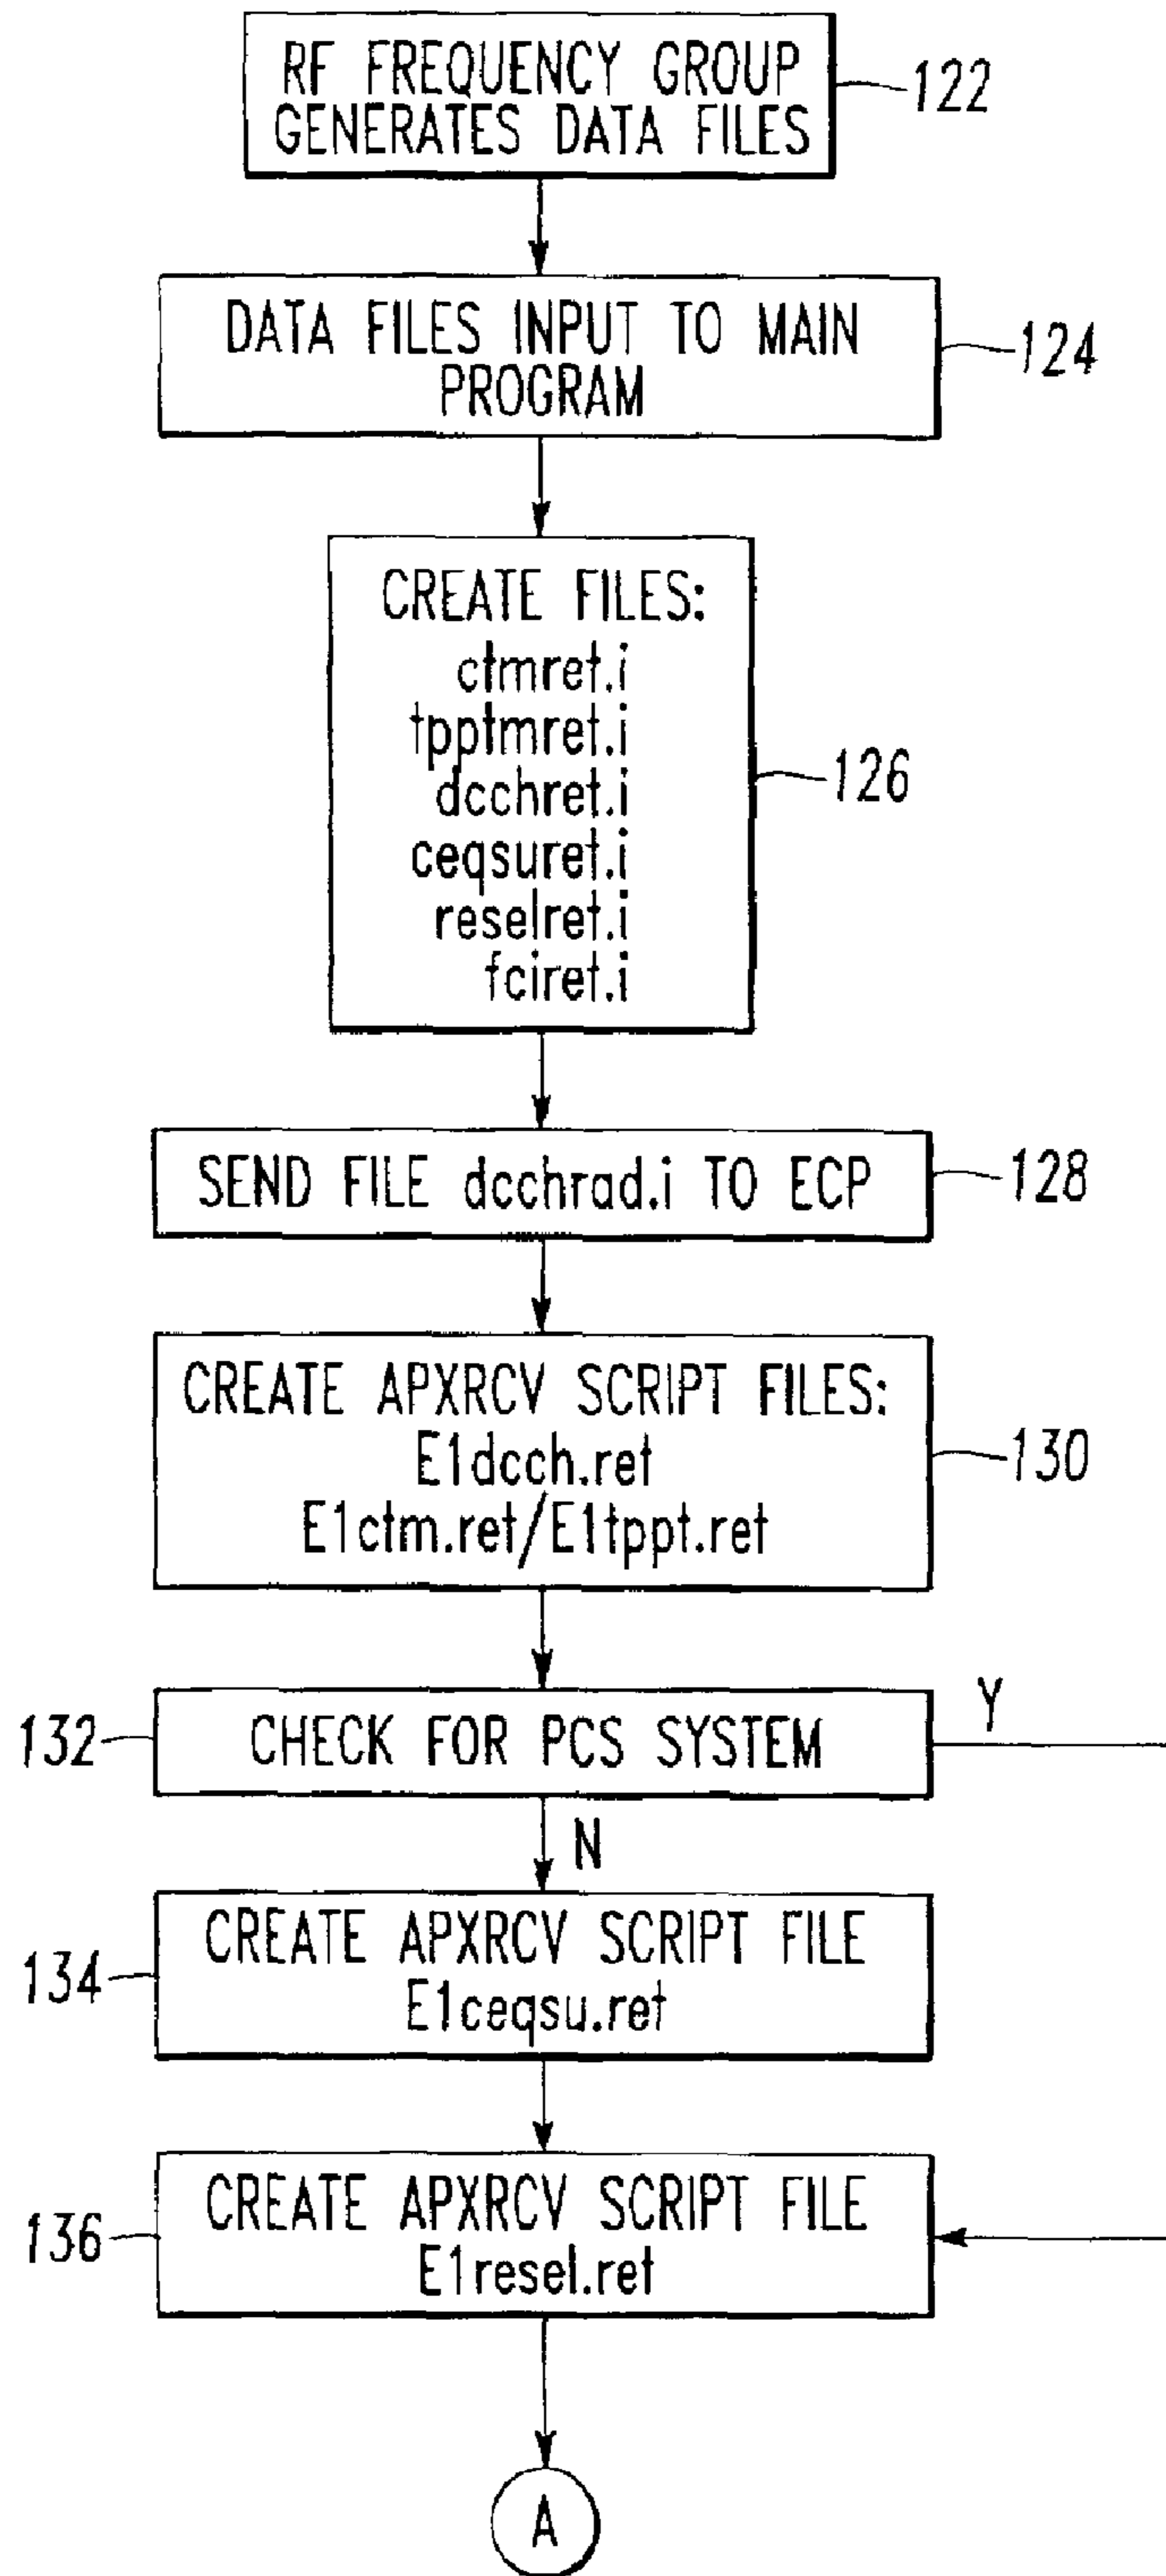 RF FREQUENCY GROUP
GENERATES DATA FILES
122
DATA FILES INPUT TO MAIN
PROGRAM
124
CREATE FILES:
ctmret.i
tpptmret.i
dcchret.i
ceqsuret.i
reselret.i
fciret.i
126
SEND FILE dcchrad.i TO ECP
128
CREATE APXRCV SCRIPT FILES:
E1dcch.ret
E1ctm.ret/E1tppt.ret
130
132
CHECK FOR PCS SYSTEM
Y
N
134
CREATE APXRCV SCRIPT FILE
E1ceqsu.ret
136
CREATE APXRCV SCRIPT FILE
E1resel.ret
A